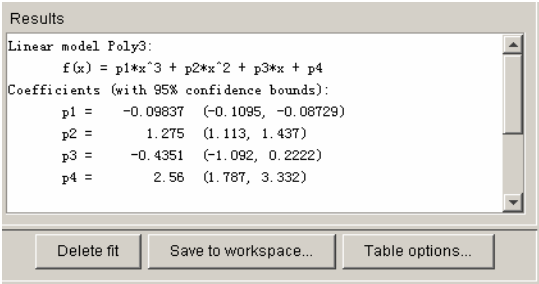 Results
Linear model Poly3:
f(x) = p1*x^3 + p2*x^2 + p3*x + p4
Coefficients (with 95% confidence bounds):
p1 = -0.09837 (-0.1095, -0.08729)
p2 = 1.275 (1.113, 1.437)
p3 = -0.4351 (-1.092, 0.2222)
p4 = 2.56 (1.787, 3.332)
Delete fit Save to workspace... Table options...